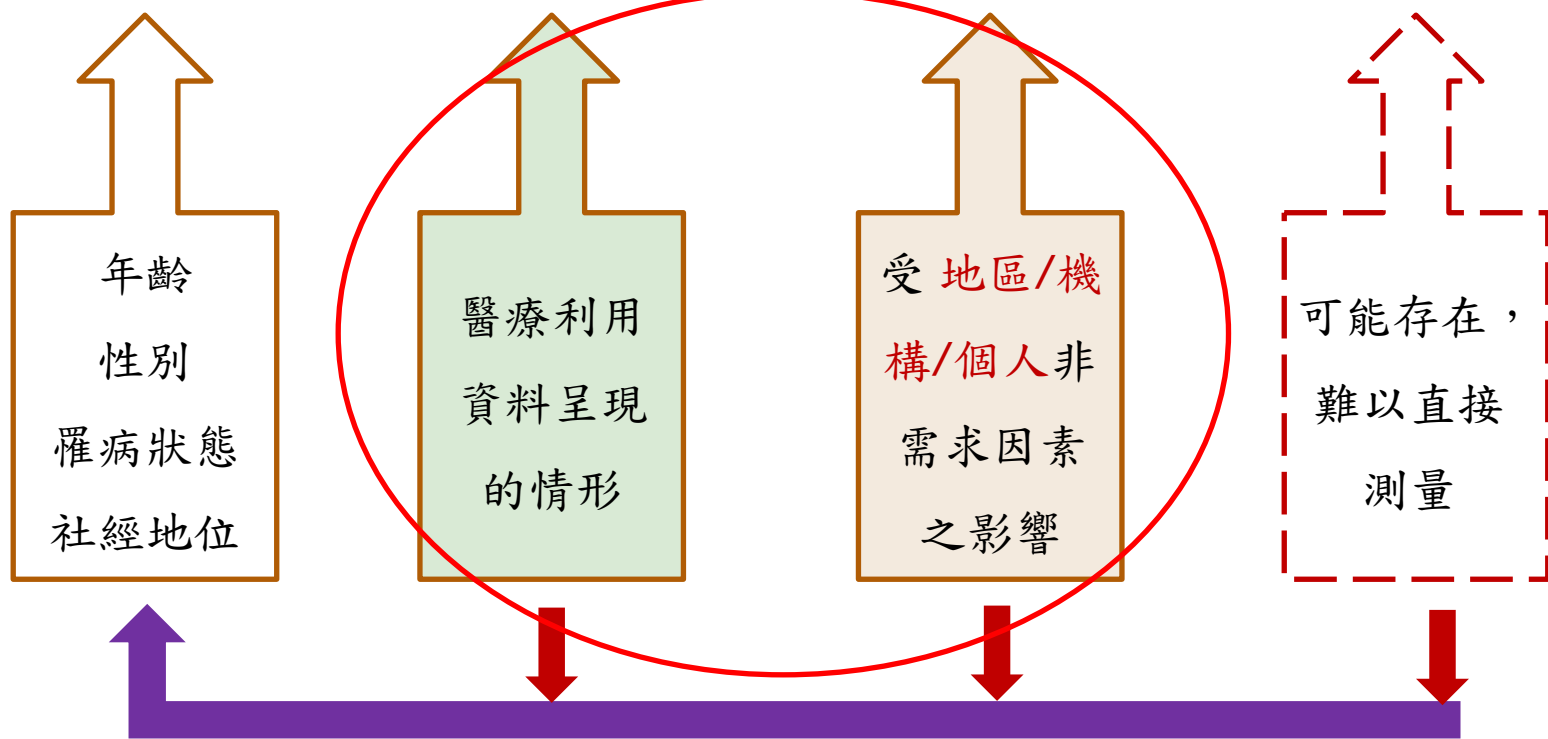 年齡
性別
罹病狀態
社經地位
醫療利用
資料呈現
的情形
受 地區/機
構/個人非
需求因素
之影響
可能存在，
難以直接
測量